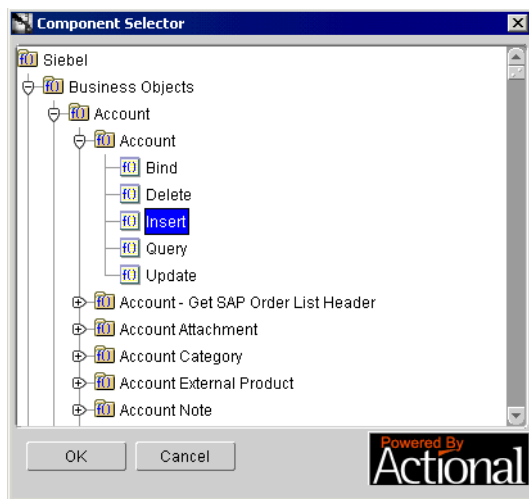 Component Selector
f() Siebel
f() Business Objects
f() Account
f() Account
f() Bind
f() Delete
f() Insert
f() Query
f() Update
f() Account - Get SAP Order List Header
f() Account Attachment
f() Account Category
f() Account External Product
f() Account Note
OK Cancel
Powered By
Actional